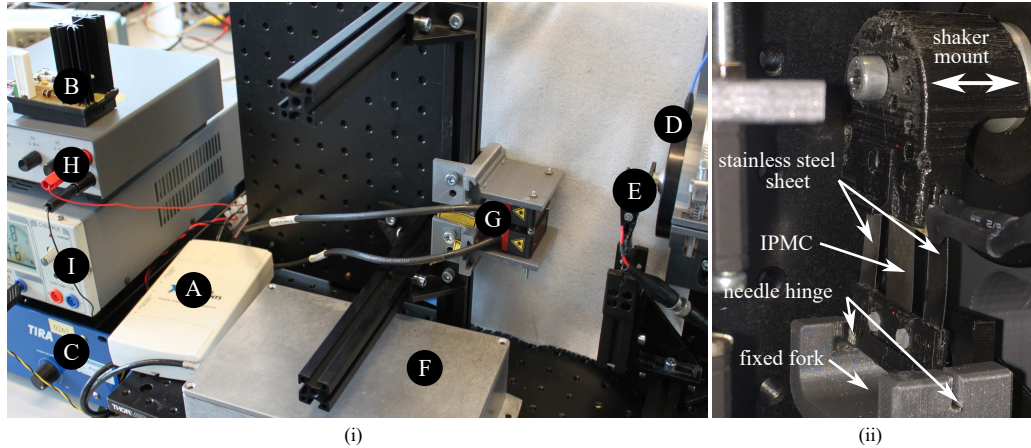 B
H
I
A
TIRA
C
THOR
G
E
D
F
(i)
shaker
mount
stainless steel
sheet
IPMC
needle hinge
fixed fork
(ii)